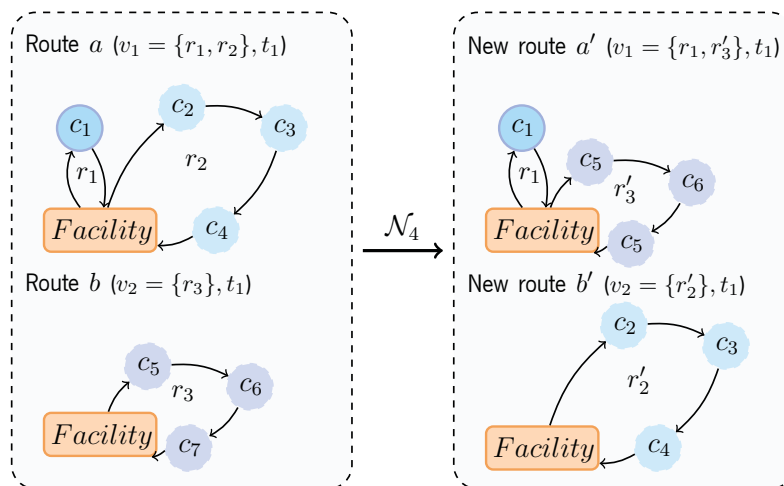 Route a (v₁ = {r₁, r₂}, t₁)
c₁
c₂
c₃
r₁
r₂
Facility
c₄
Route b (v₂ = {r₃}, t₁)
c₅
r₃
c₆
Facility
c₇
𝒩₄
New route a′ (v₁ = {r₁, r′₃}, t₁)
c₁
c₅
r₁
r′₃
c₆
Facility
c₅
New route b′ (v₂ = {r′₂}, t₁)
c₂
c₃
r′₂
Facility
c₄